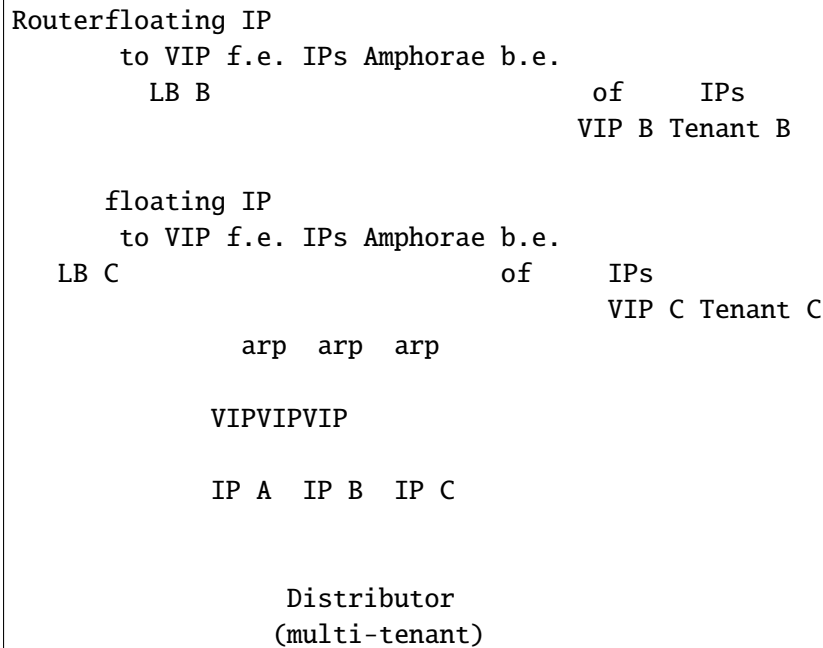 Routerfloating IP
to VIP f.e. IPs Amphorae b.e.
LB B of IPs
VIP B Tenant B
floating IP
to VIP f.e. IPs Amphorae b.e.
LB C of IPs
VIP C Tenant C
arp arp arp
VIPVIPVIP
IP A IP B IP C
Distributor
(multi-tenant)